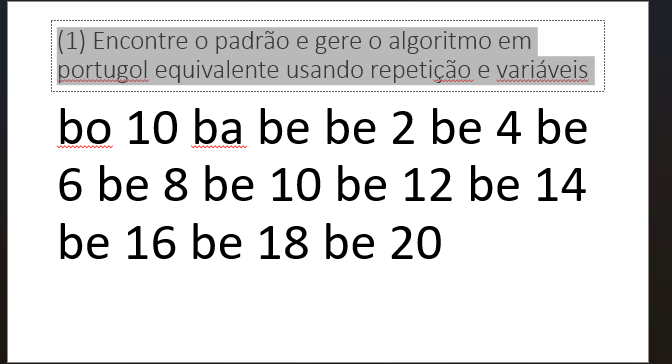 (1) Encontre o padrão e gere o algoritmo em
portugol equivalente usando repetição e variáveis
bo 10 ba be be 2 be 4 be
6 be 8 be 10 be 12 be 14
be 16 be 18 be 20